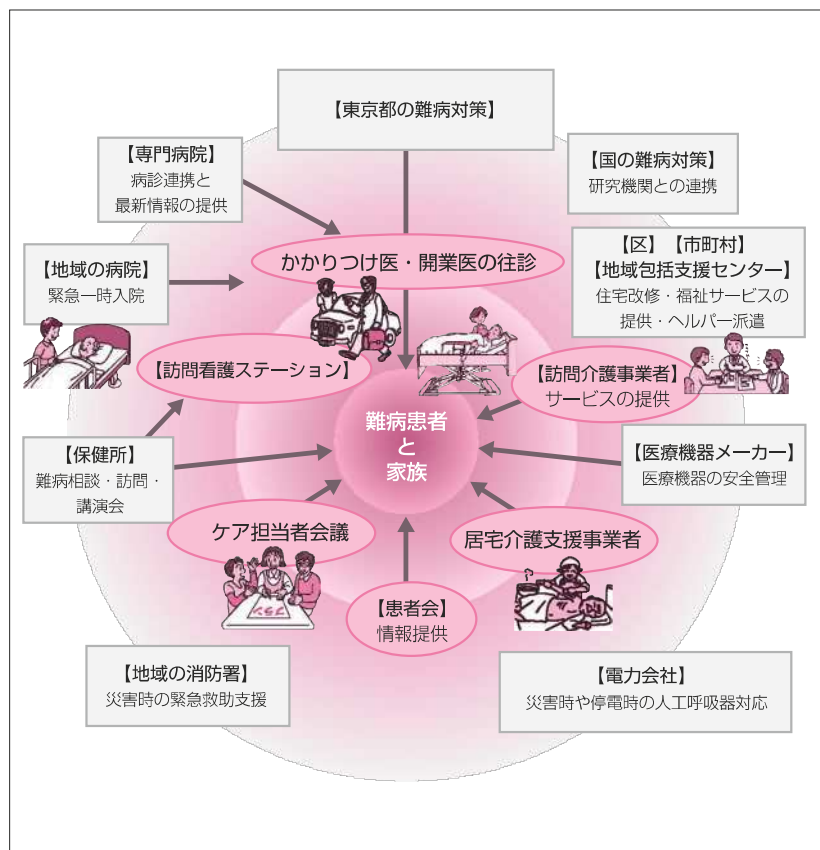 【東京都の難病対策】
【専門病院】
病診連携と
最新情報の提供
【国の難病対策】
研究機関との連携
かかりつけ医・開業医の往診
【区】【市町村】
【地域包括支援センター】
住宅改修・福祉サービスの
提供・ヘルパー派遣
【地域の病院】
緊急一時入院
【訪問看護ステーション】
【訪問介護事業者】
サービスの提供
難病患者
と
家族
【保健所】
難病相談・訪問・
講演会
【医療機器メーカー】
医療機器の安全管理
ケア担当者会議
居宅介護支援事業者
プラン
【患者会】
情報提供
【地域の消防署】
災害時の緊急救助支援
【電力会社】
災害時や停電時の人工呼吸器対応